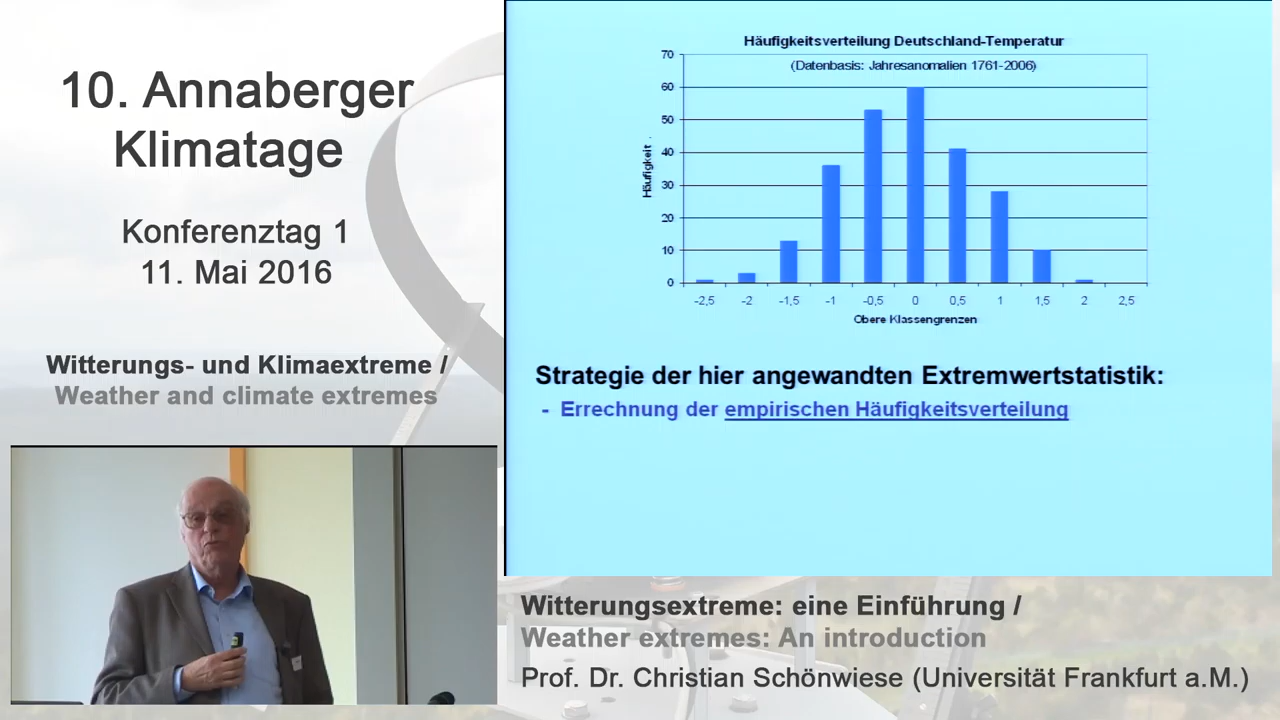 10. Annaberger
Klimatage
Konferenztag 1
11. Mai 2016
Witterungs- und Klimaextreme /
Weather and climate extremes
Häufigkeitsverteilung Deutschland-Temperatur
(Datenbasis: Jahresanomalien 1761-2006)
70
60
50
40
30
20
10
0
Häufigkeit .
-2,5 -2 -1,5 -1 -0,5 0 0,5 1 1,5 2 2,5
Obere Klassengrenzen
Strategie der hier angewandten Extremwertstatistik:
- Errechnung der empirischen Häufigkeitsverteilung
Witterungsextreme: eine Einführung /
Weather extremes: An introduction
Prof. Dr. Christian Schönwiese (Universität Frankfurt a.M.)